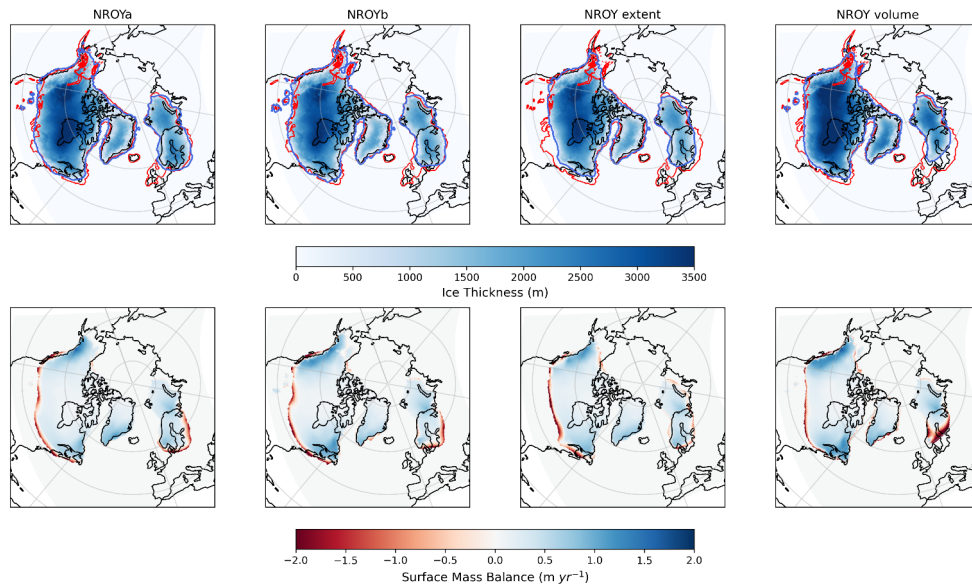 NROYa NROYb NROY extent NROY volume
0 500 1000 1500 2000 2500 3000 3500
Ice Thickness (m)
−2.0 −1.5 −1.0 −0.5 0.0 0.5 1.0 1.5 2.0
Surface Mass Balance (m yr⁻¹)